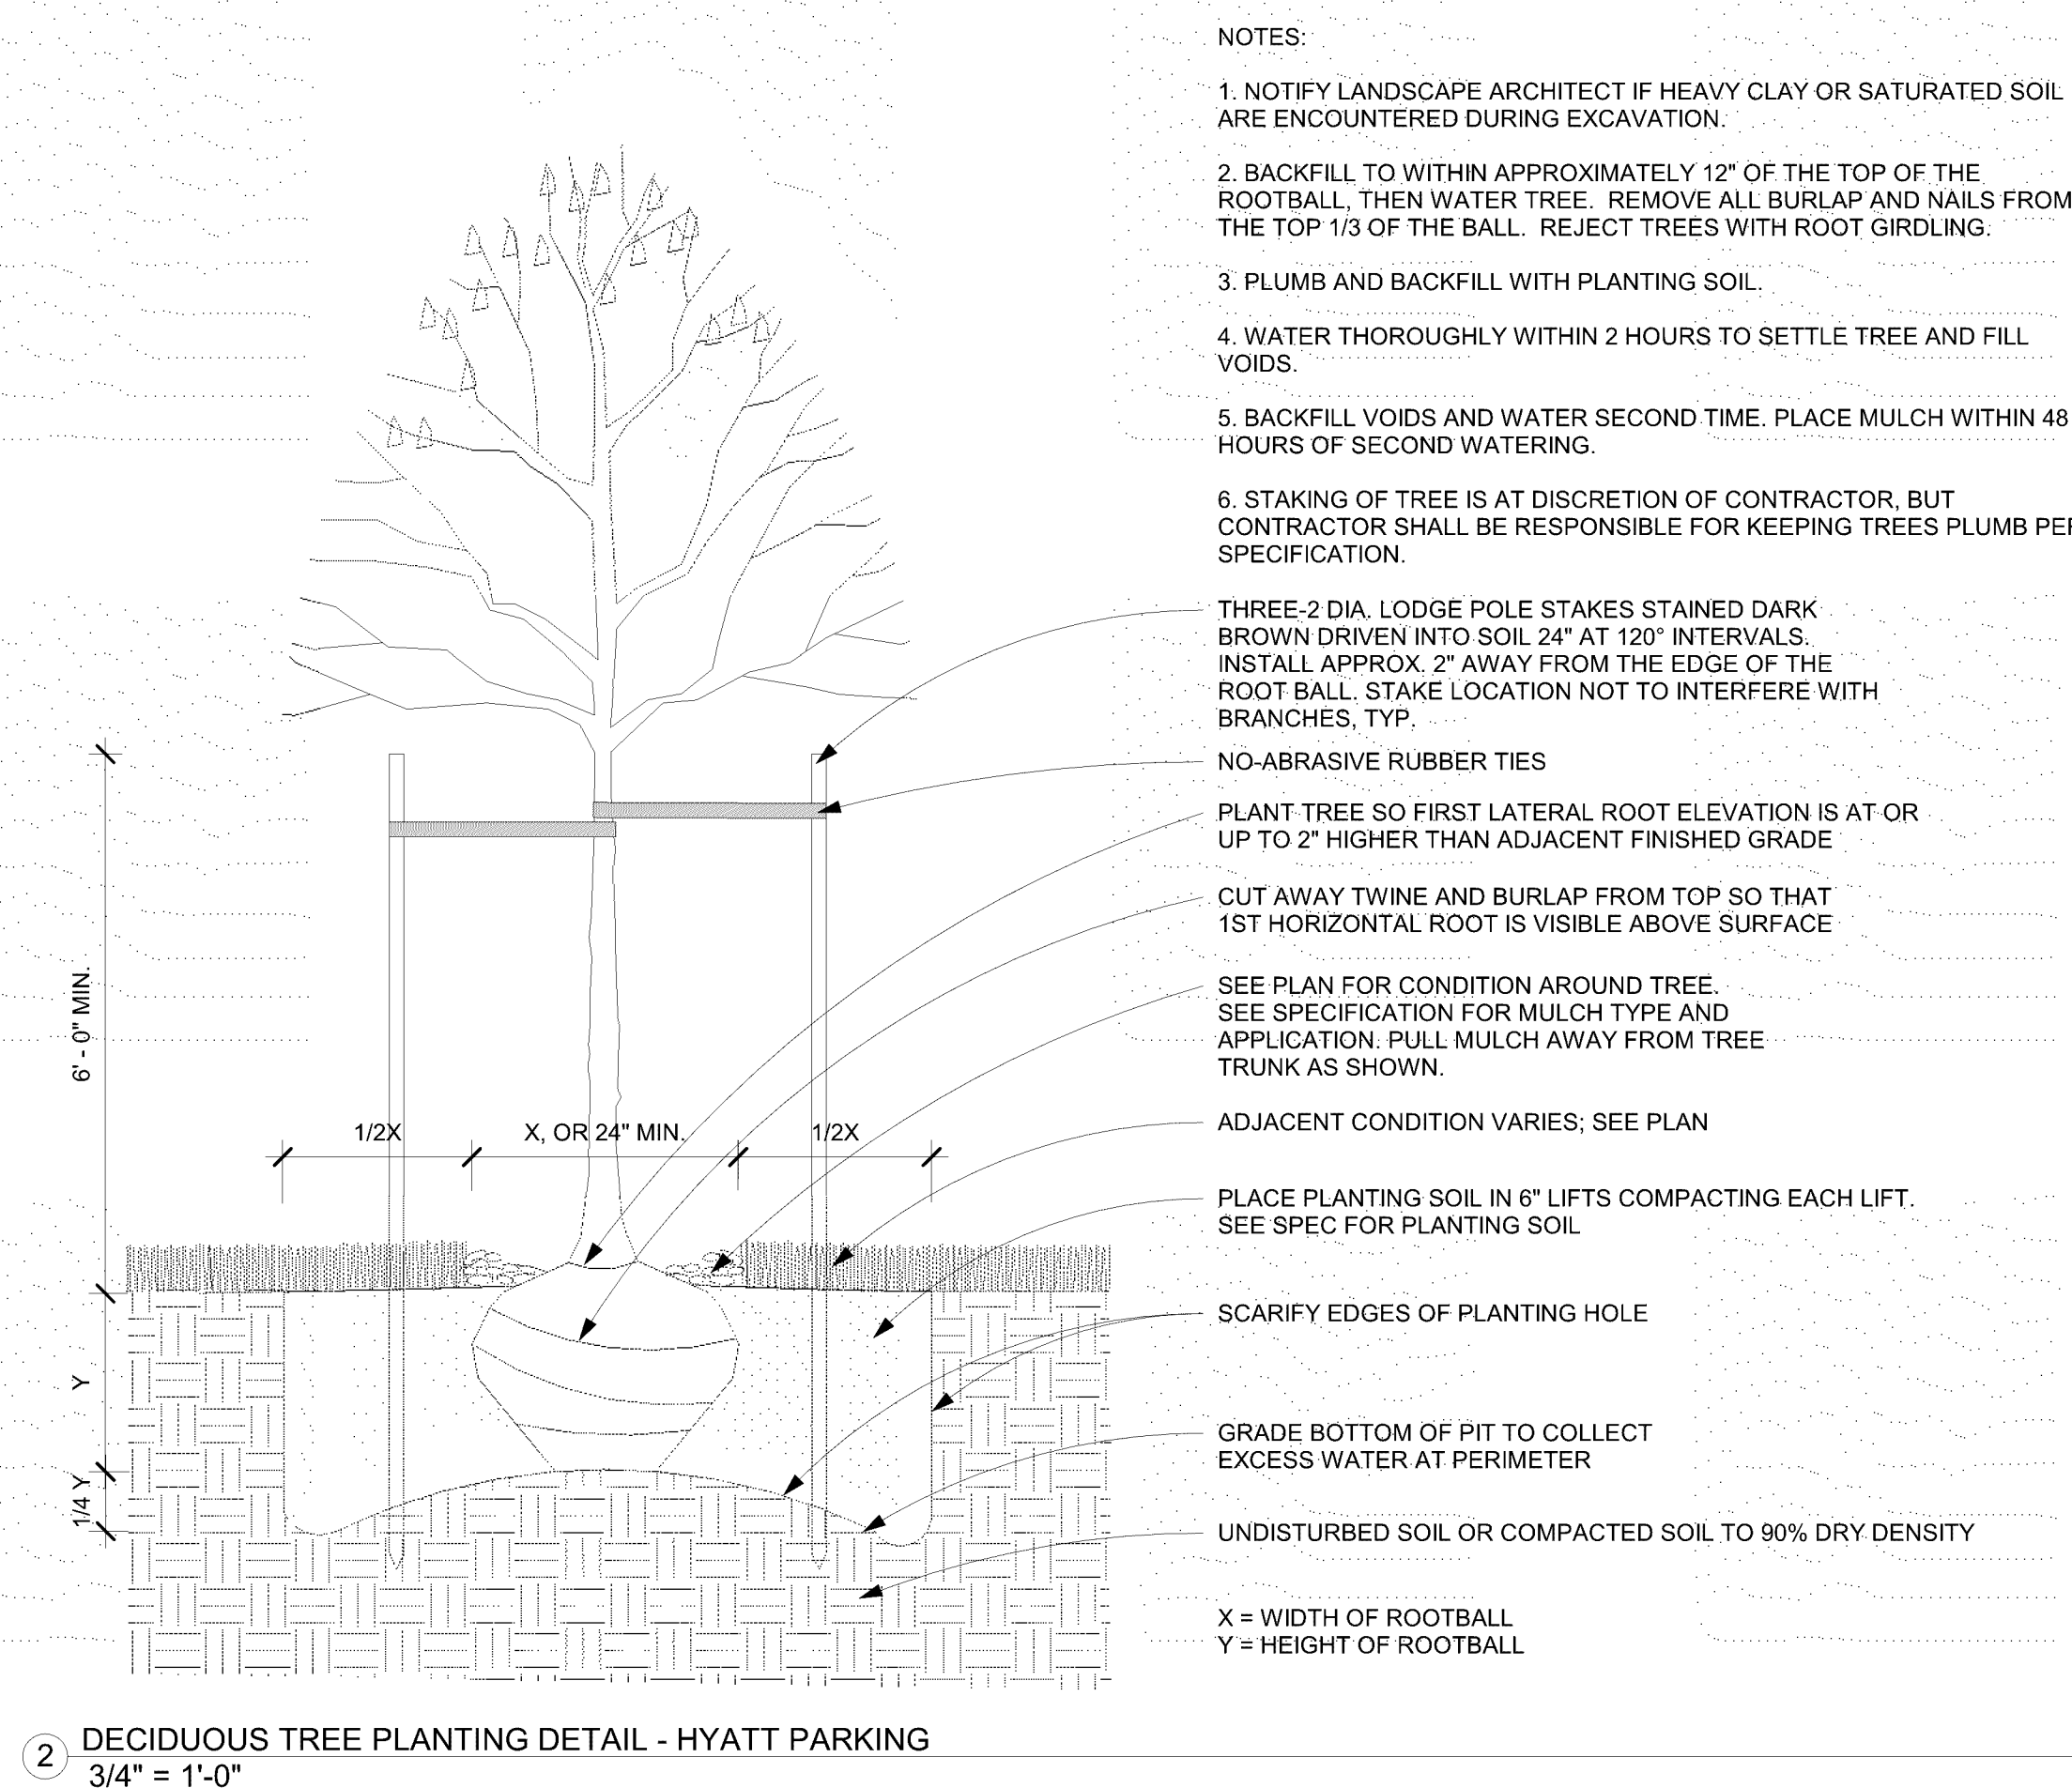 NOTES:
1. NOTIFY LANDSCAPE ARCHITECT IF HEAVY CLAY OR SATURATED SOIL
ARE ENCOUNTERED DURING EXCAVATION.
2. BACKFILL TO WITHIN APPROXIMATELY 12" OF THE TOP OF THE
ROOTBALL, THEN WATER TREE.  REMOVE ALL BURLAP AND NAILS FROM
THE TOP 1/3 OF THE BALL.  REJECT TREES WITH ROOT GIRDLING.
3. PLUMB AND BACKFILL WITH PLANTING SOIL.
4. WATER THOROUGHLY WITHIN 2 HOURS TO SETTLE TREE AND FILL
VOIDS.
5. BACKFILL VOIDS AND WATER SECOND TIME. PLACE MULCH WITHIN 48
HOURS OF SECOND WATERING.
6. STAKING OF TREE IS AT DISCRETION OF CONTRACTOR, BUT
CONTRACTOR SHALL BE RESPONSIBLE FOR KEEPING TREES PLUMB PER
SPECIFICATION.
THREE-2 DIA. LODGE POLE STAKES STAINED DARK
BROWN DRIVEN INTO SOIL 24" AT 120° INTERVALS.
INSTALL APPROX. 2" AWAY FROM THE EDGE OF THE
ROOT BALL. STAKE LOCATION NOT TO INTERFERE WITH
BRANCHES, TYP.
NO-ABRASIVE RUBBER TIES
PLANT TREE SO FIRST LATERAL ROOT ELEVATION IS AT OR
UP TO 2" HIGHER THAN ADJACENT FINISHED GRADE
CUT AWAY TWINE AND BURLAP FROM TOP SO THAT
1ST HORIZONTAL ROOT IS VISIBLE ABOVE SURFACE
SEE PLAN FOR CONDITION AROUND TREE.
SEE SPECIFICATION FOR MULCH TYPE AND
APPLICATION. PULL MULCH AWAY FROM TREE
TRUNK AS SHOWN.
ADJACENT CONDITION VARIES; SEE PLAN
PLACE PLANTING SOIL IN 6" LIFTS COMPACTING EACH LIFT.
SEE SPEC FOR PLANTING SOIL
SCARIFY EDGES OF PLANTING HOLE
GRADE BOTTOM OF PIT TO COLLECT
EXCESS WATER AT PERIMETER
UNDISTURBED SOIL OR COMPACTED SOIL TO 90% DRY DENSITY
X = WIDTH OF ROOTBALL
Y = HEIGHT OF ROOTBALL
6' - 0" MIN.
1/2X
X, OR 24" MIN.
1/2X
Y
1/4 Y
2
DECIDUOUS TREE PLANTING DETAIL - HYATT PARKING
3/4" = 1'-0"